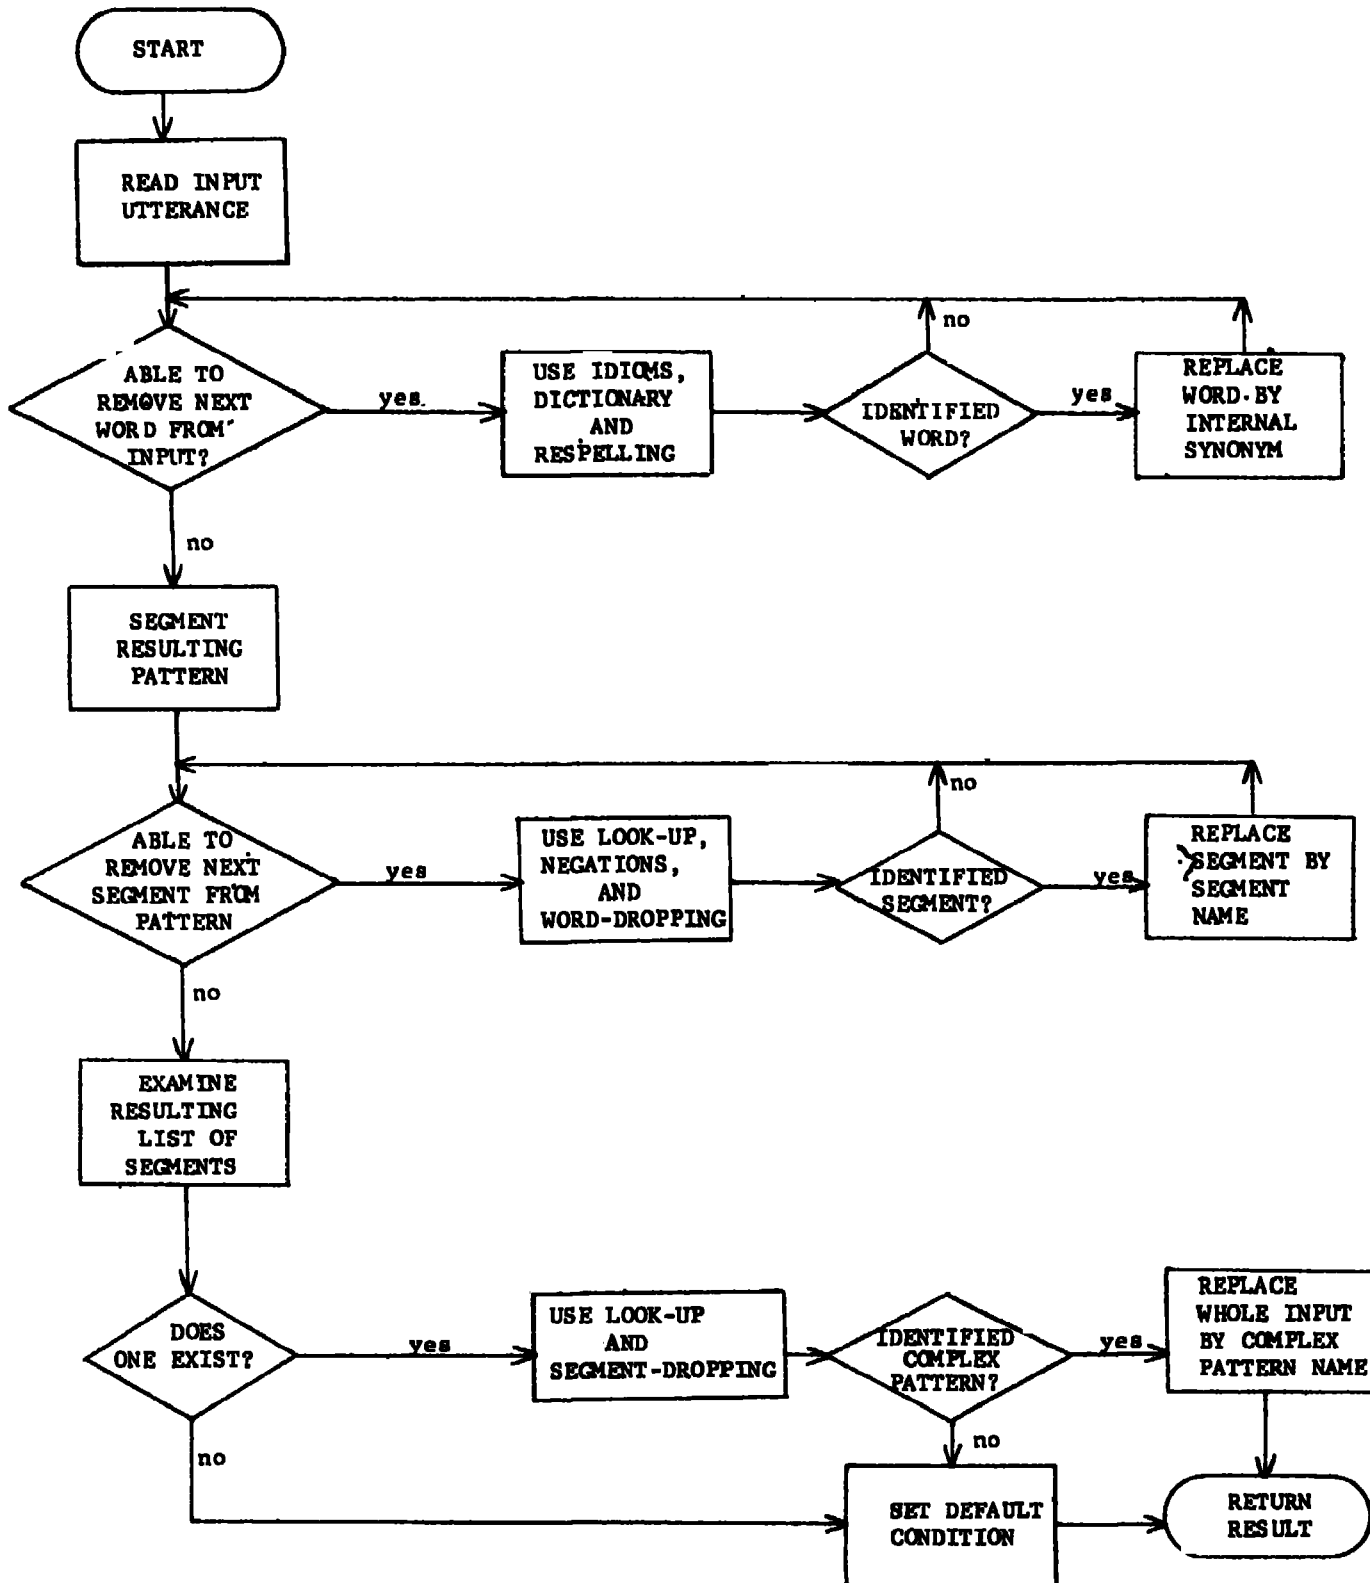 START
READ INPUT
UTTERANCE
ABLE TO
REMOVE NEXT
WORD FROM
INPUT?
yes
USE IDIOMS,
DICTIONARY
AND
RESPELLING
IDENTIFIED
WORD?
no
yes
REPLACE
WORD BY
INTERNAL
SYNONYM
no
SEGMENT
RESULTING
PATTERN
ABLE TO
REMOVE NEXT
SEGMENT FROM
PATTERN
yes
USE LOOK-UP,
NEGATIONS,
AND
WORD-DROPPING
IDENTIFIED
SEGMENT?
no
yes
REPLACE
SEGMENT BY
SEGMENT
NAME
no
EXAMINE
RESULTING
LIST OF
SEGMENTS
DOES
ONE EXIST?
yes
USE LOOK-UP
AND
SEGMENT-DROPPING
IDENTIFIED
COMPLEX
PATTERN?
yes
REPLACE
WHOLE INPUT
BY COMPLEX
PATTERN NAME
no
no
SET DEFAULT
CONDITION
RETURN
RESULT